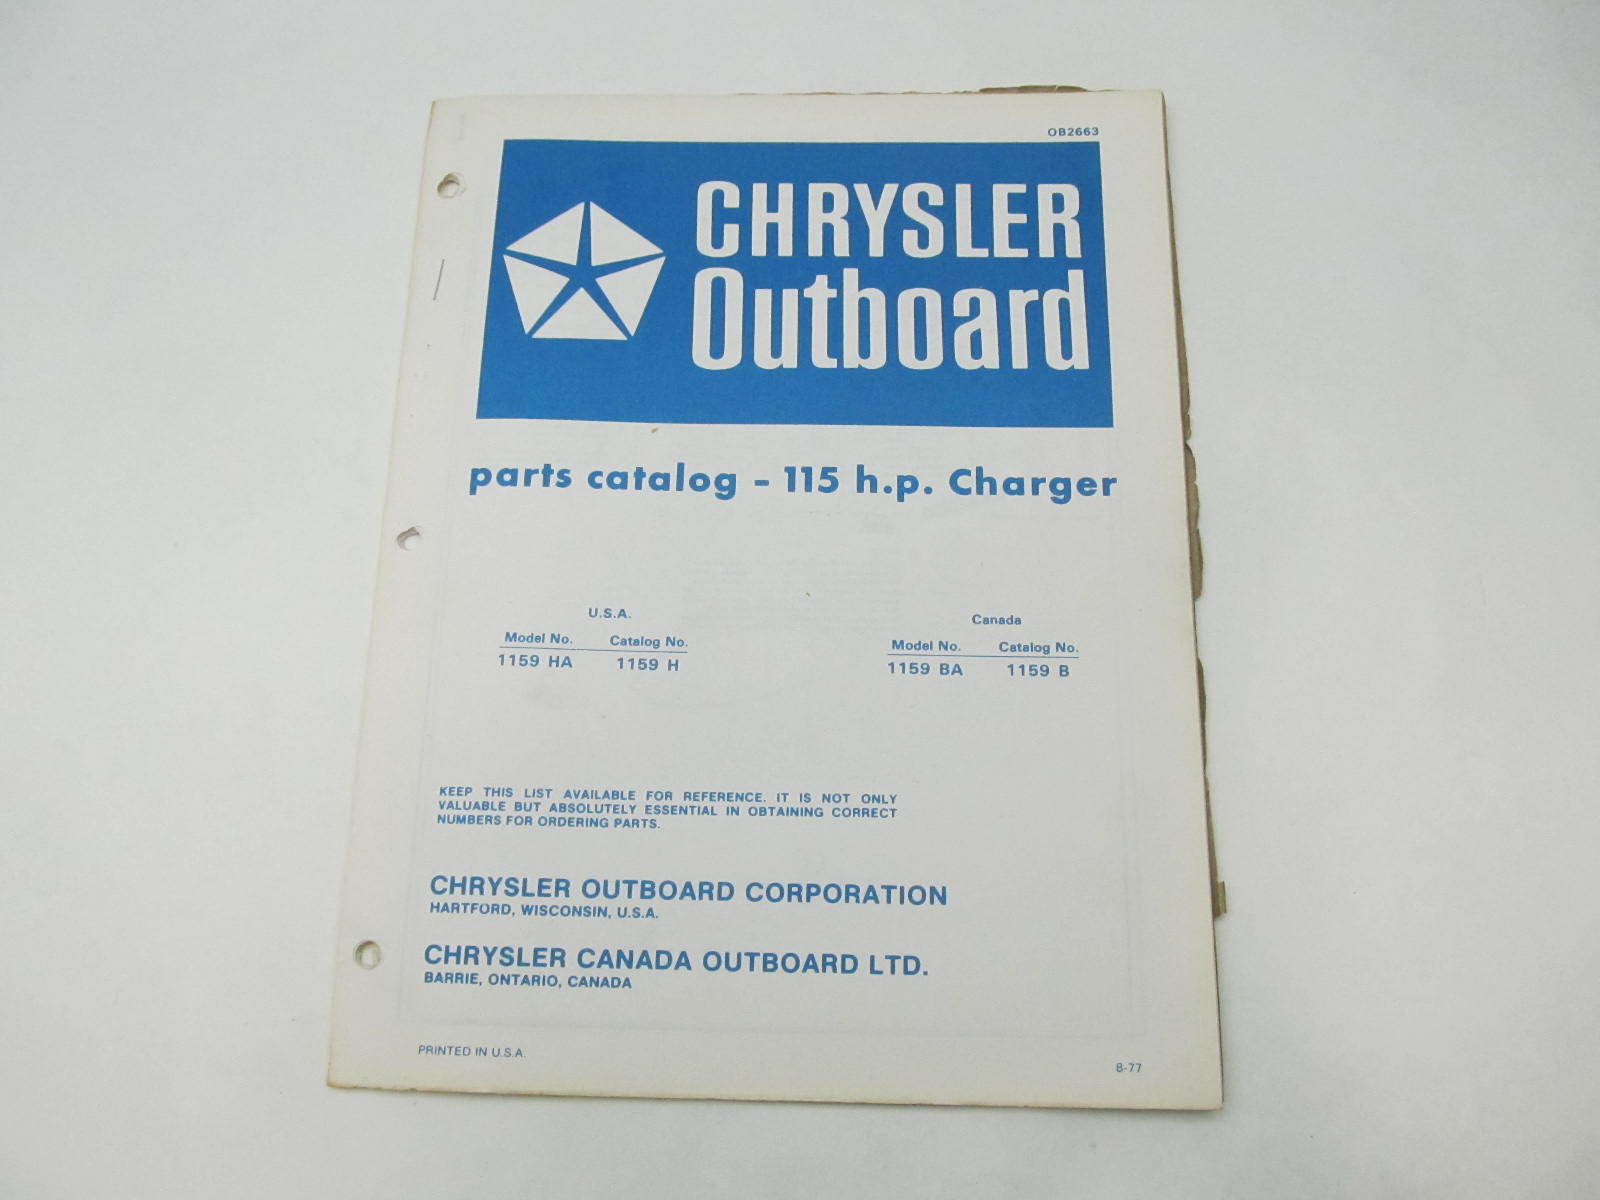 OB2663
CHRYSLER
Outboard
parts catalog - 115 h.p. Charger
U.S.A.
Model No. Catalog No.
1159 HA 1159 H
Canada
Model No. Catalog No.
1159 BA 1159 B
KEEP THIS LIST AVAILABLE FOR REFERENCE. IT IS NOT ONLY
VALUABLE BUT ABSOLUTELY ESSENTIAL IN OBTAINING CORRECT
NUMBERS FOR ORDERING PARTS.
CHRYSLER OUTBOARD CORPORATION
HARTFORD, WISCONSIN, U.S.A.
CHRYSLER CANADA OUTBOARD LTD.
BARRIE, ONTARIO, CANADA
PRINTED IN U.S.A.
8-77